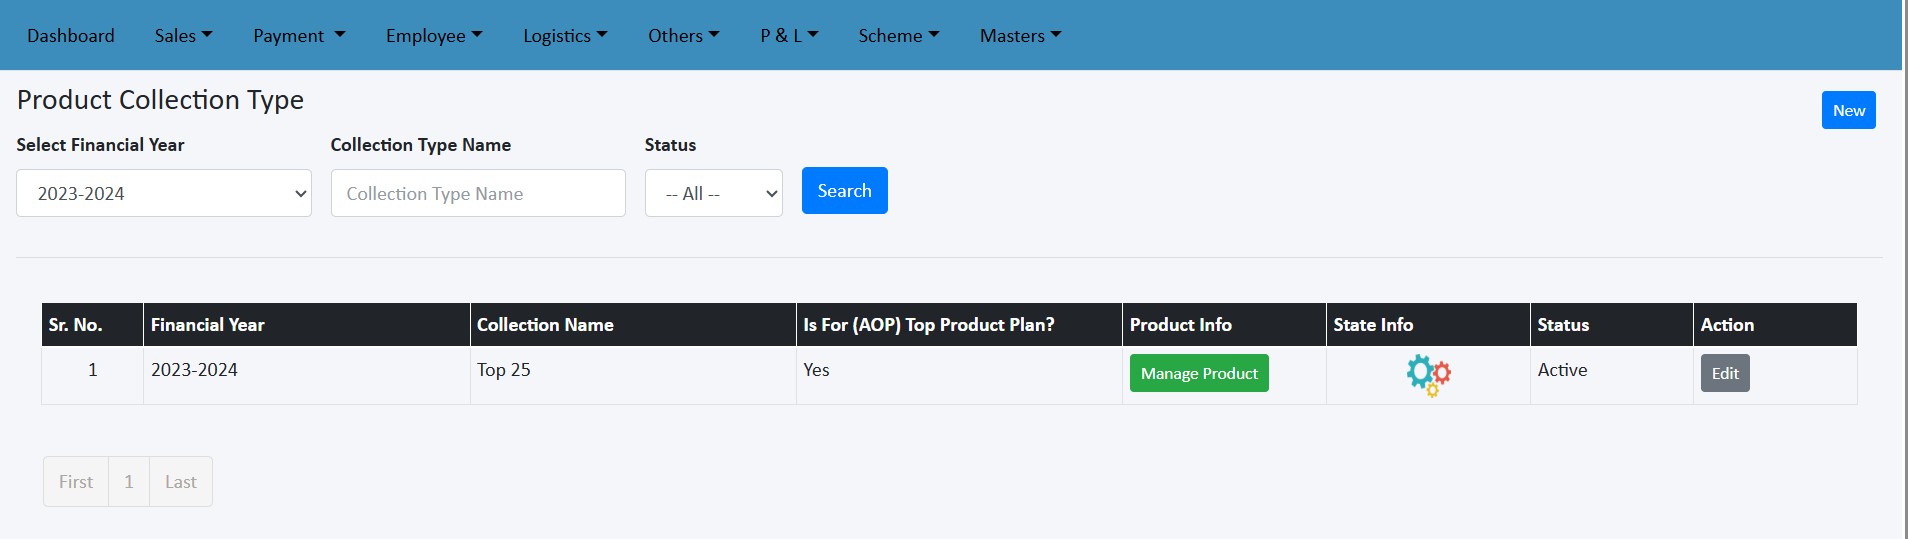 Dashboard Sales Payment Employee Logistics Others P & L Scheme Masters
Product Collection Type
New
Select Financial Year Collection Type Name Status
2023-2024 Collection Type Name -- All -- Search
Sr. No. Financial Year Collection Name Is For (AOP) Top Product Plan? Product Info State Info Status Action
1 2023-2024 Top 25 Yes Manage Product Active Edit
First 1 Last